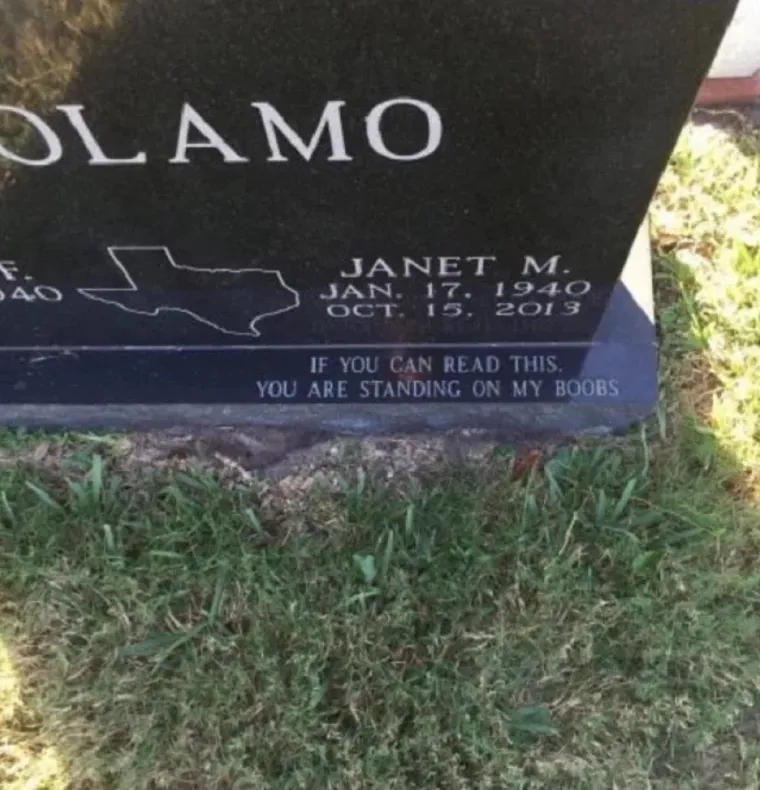 OLAMO
F.
JANET M.
940
JAN. 17, 1940
OCT. 15, 2013
IF YOU CAN READ THIS.
YOU ARE STANDING ON MY BOOBS